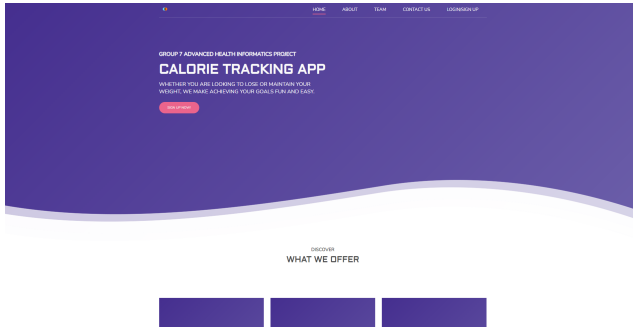 HOME ABOUT TEAM CONTACT US LOGIN/SIGN UP
GROUP 7 ADVANCED HEALTH INFORMATICS PROJECT
CALORIE TRACKING APP
WHETHER YOU ARE LOOKING TO LOSE OR MAINTAIN YOUR
WEIGHT, WE MAKE ACHIEVING YOUR GOALS FUN AND EASY.
SIGN UP NOW!
DISCOVER
WHAT WE OFFER